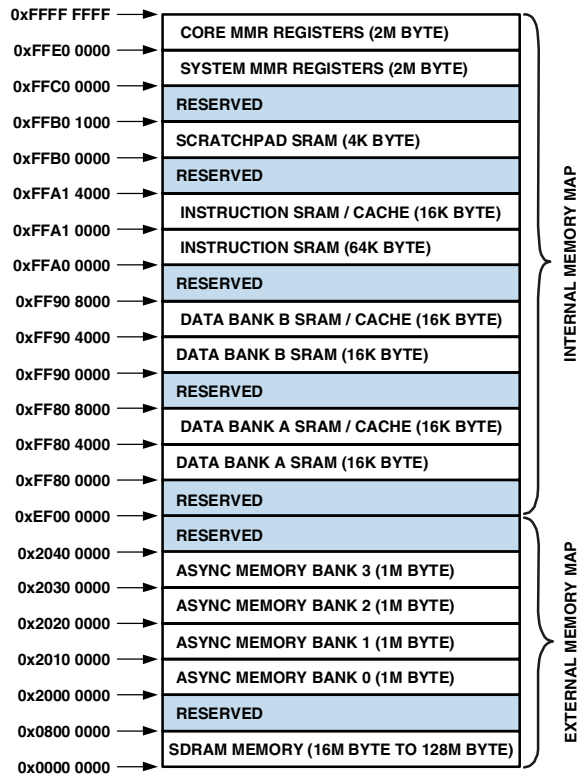 0xFFFF FFFF
CORE MMR REGISTERS (2M BYTE)
0xFFE0 0000
SYSTEM MMR REGISTERS (2M BYTE)
0xFFC0 0000
RESERVED
0xFFB0 1000
SCRATCHPAD SRAM (4K BYTE)
0xFFB0 0000
RESERVED
0xFFA1 4000
INSTRUCTION SRAM / CACHE (16K BYTE)
0xFFA1 0000
INSTRUCTION SRAM (64K BYTE)
0xFFA0 0000
RESERVED
0xFF90 8000
DATA BANK B SRAM / CACHE (16K BYTE)
0xFF90 4000
DATA BANK B SRAM (16K BYTE)
0xFF90 0000
RESERVED
0xFF80 8000
DATA BANK A SRAM / CACHE (16K BYTE)
0xFF80 4000
DATA BANK A SRAM (16K BYTE)
0xFF80 0000
RESERVED
0xEF00 0000
RESERVED
0x2040 0000
ASYNC MEMORY BANK 3 (1M BYTE)
0x2030 0000
ASYNC MEMORY BANK 2 (1M BYTE)
0x2020 0000
ASYNC MEMORY BANK 1 (1M BYTE)
0x2010 0000
ASYNC MEMORY BANK 0 (1M BYTE)
0x2000 0000
RESERVED
0x0800 0000
SDRAM MEMORY (16M BYTE TO 128M BYTE)
0x0000 0000
INTERNAL MEMORY MAP
EXTERNAL MEMORY MAP